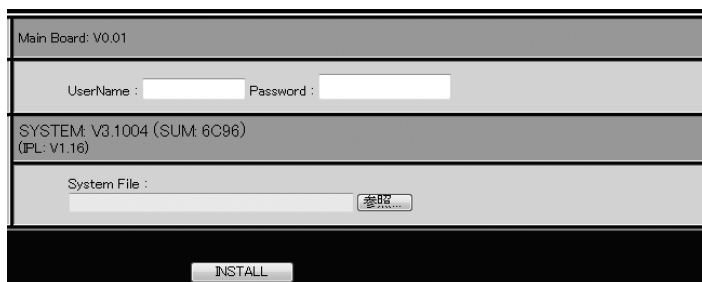 Main Board: V0.01
UserName : Password :
SYSTEM: V3.1004 (SUM: 6C96)
(IPL: V1.16)
System File :
参照...
INSTALL